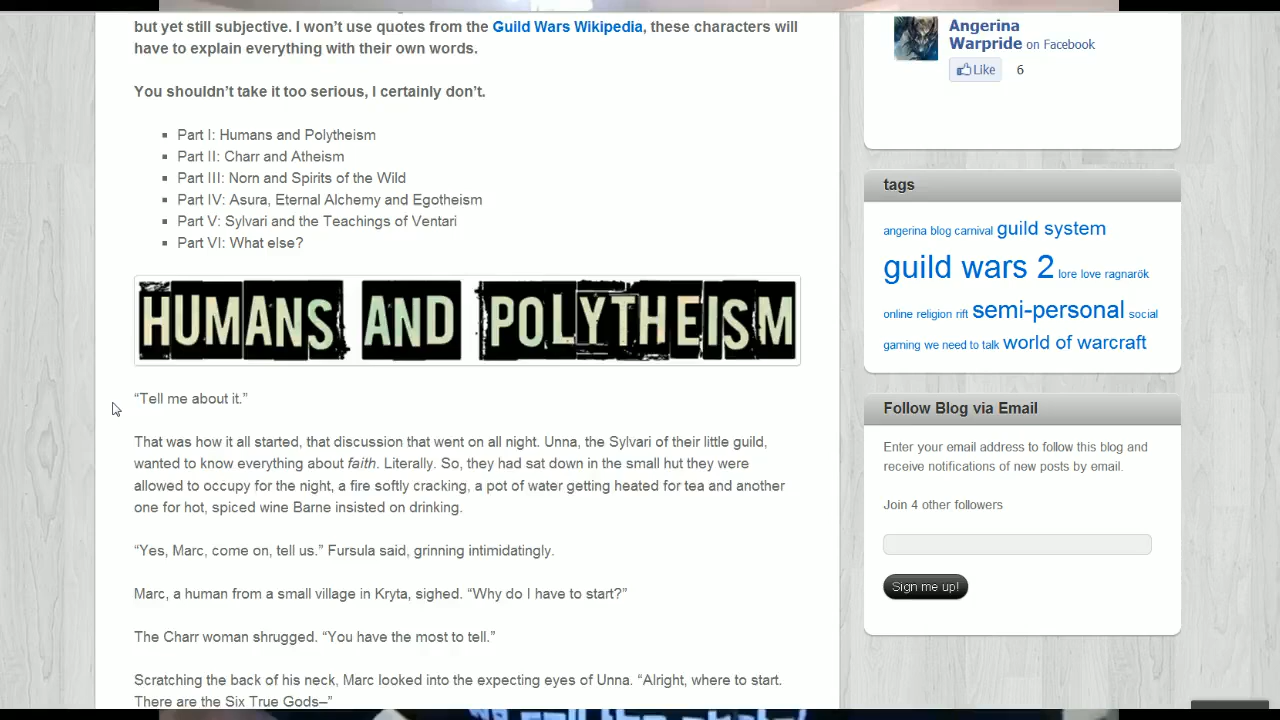 but yet still subjective. I won’t use quotes from the Guild Wars Wikipedia, these characters will
have to explain everything with their own words.
You shouldn’t take it too serious, I certainly don’t.
▪ Part I: Humans and Polytheism
▪ Part II: Charr and Atheism
▪ Part III: Norn and Spirits of the Wild
▪ Part IV: Asura, Eternal Alchemy and Egotheism
▪ Part V: Sylvari and the Teachings of Ventari
▪ Part VI: What else?
HUMANS AND POLYTHEISM
“Tell me about it.”
That was how it all started, that discussion that went on all night. Unna, the Sylvari of their little guild,
wanted to know everything about faith. Literally. So, they had sat down in the small hut they were
allowed to occupy for the night, a fire softly cracking, a pot of water getting heated for tea and another
one for hot, spiced wine Barne insisted on drinking.
“Yes, Marc, come on, tell us.” Fursula said, grinning intimidatingly.
Marc, a human from a small village in Kryta, sighed. “Why do I have to start?”
The Charr woman shrugged. “You have the most to tell.”
Scratching the back of his neck, Marc looked into the expecting eyes of Unna. “Alright, where to start.
There are the Six True Gods–”
Angerina
Warpride on Facebook
Like 6
tags
angerina blog carnival guild system
guild wars 2 lore love ragnarök
online religion rift semi-personal social
gaming we need to talk world of warcraft
Follow Blog via Email
Enter your email address to follow this blog and
receive notifications of new posts by email.
Join 4 other followers
Sign me up!